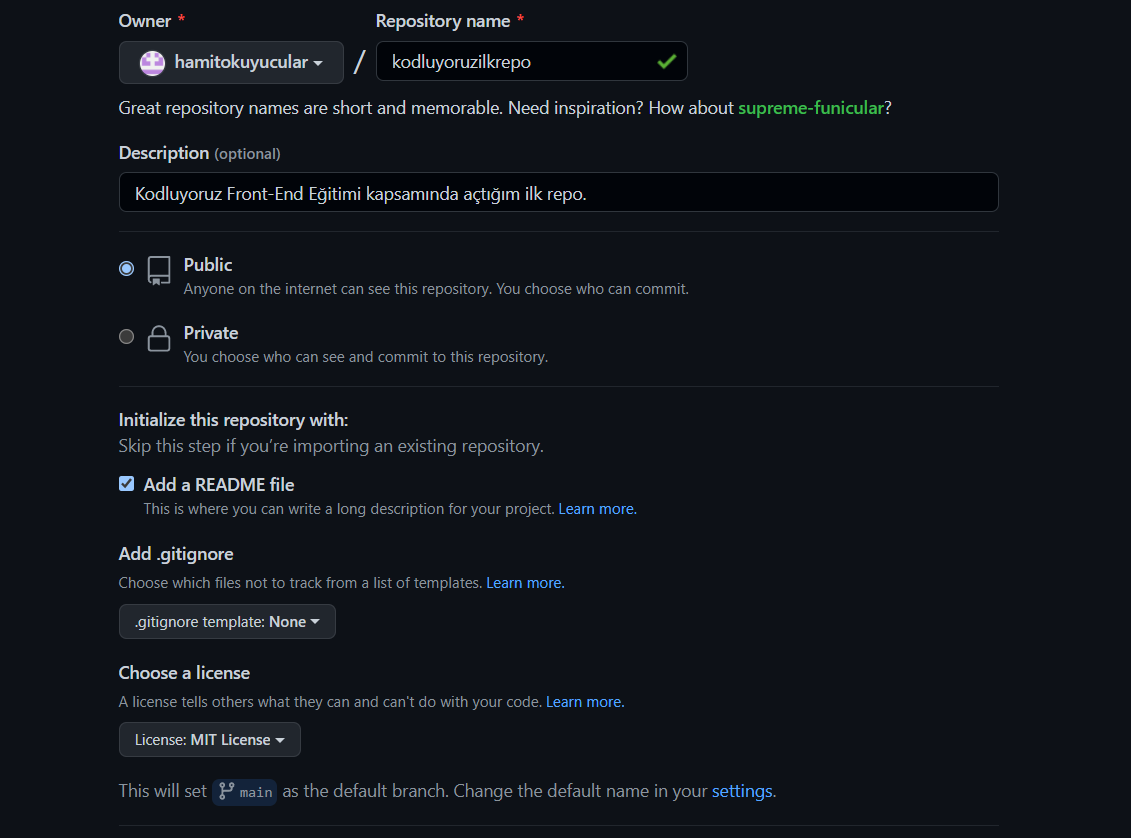 Owner * Repository name *
hamitokuyucular / kodluyoruzilkrepo
Great repository names are short and memorable. Need inspiration? How about supreme-funicular?
Description (optional)
Kodluyoruz Front-End Eğitimi kapsamında açtığım ilk repo.
Public
Anyone on the internet can see this repository. You choose who can commit.
Private
You choose who can see and commit to this repository.
Initialize this repository with:
Skip this step if you’re importing an existing repository.
Add a README file
This is where you can write a long description for your project. Learn more.
Add .gitignore
Choose which files not to track from a list of templates. Learn more.
.gitignore template: None
Choose a license
A license tells others what they can and can't do with your code. Learn more.
License: MIT License
This will set main as the default branch. Change the default name in your settings.